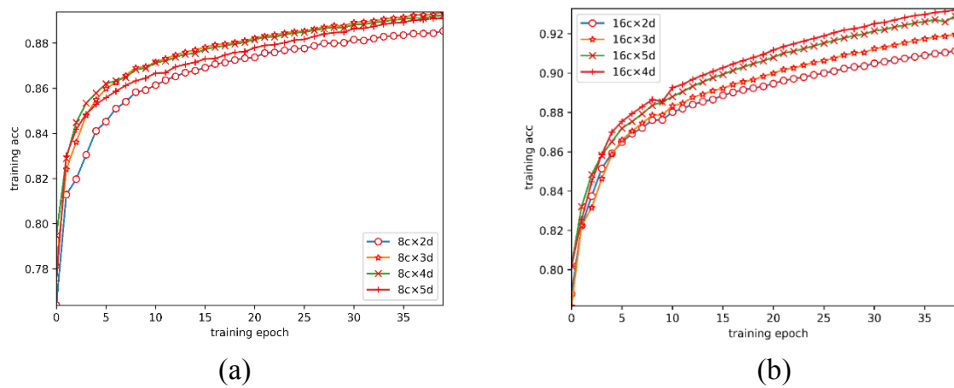 0.88
0.86
0.84
0.82
0.80
0.78
training acc
0 5 10 15 20 25 30 35
training epoch
8c×2d
8c×3d
8c×4d
8c×5d
(a)
0.92
0.90
0.88
0.86
0.84
0.82
0.80
training acc
0 5 10 15 20 25 30 35
training epoch
16c×2d
16c×3d
16c×5d
16c×4d
(b)